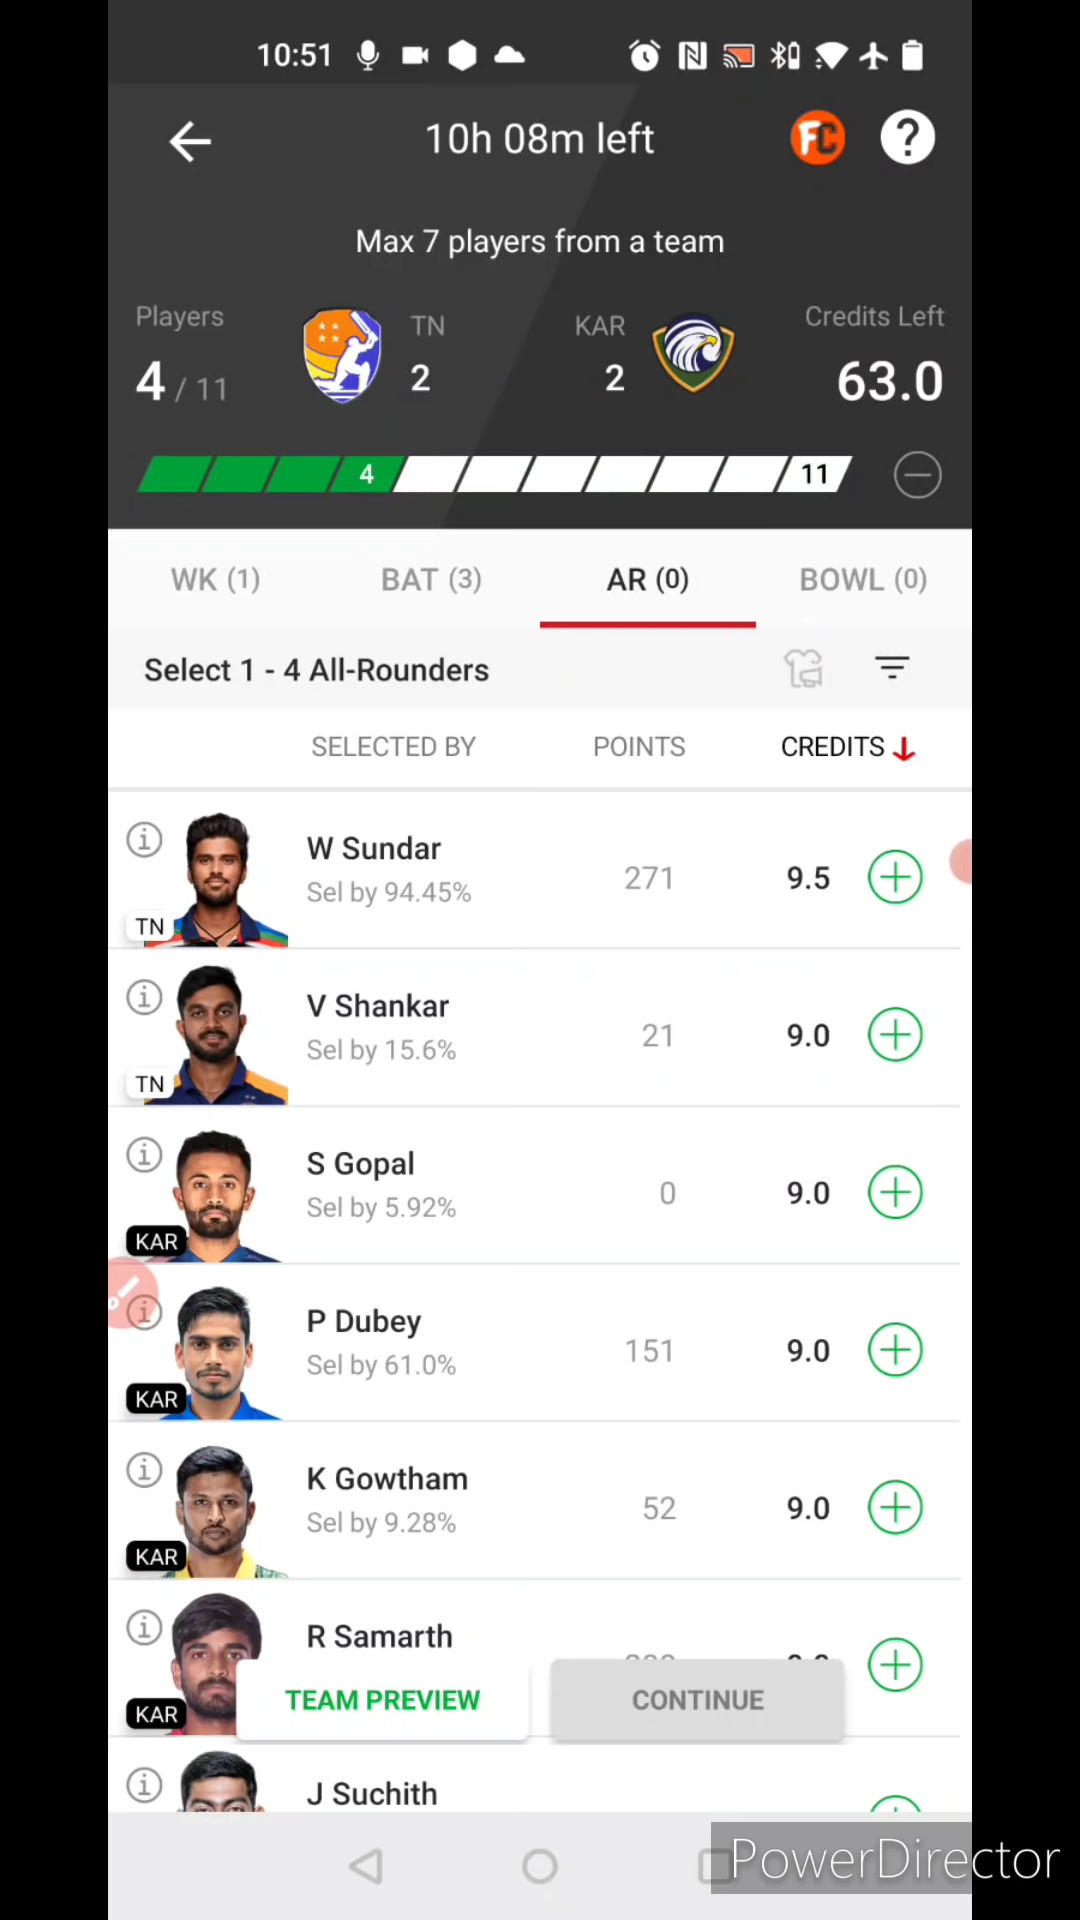 10:51
10h 08m left
FC
?
Max 7 players from a team
Players
TN
KAR
Credits Left
4 / 11
2
2
63.0
4
11
WK (1)
BAT (3)
AR (0)
BOWL (0)
Select 1 - 4 All-Rounders
SELECTED BY
POINTS
CREDITS
W Sundar
Sel by 94.45%
271
9.5
TN
V Shankar
Sel by 15.6%
21
9.0
TN
S Gopal
Sel by 5.92%
0
9.0
KAR
P Dubey
Sel by 61.0%
151
9.0
KAR
K Gowtham
Sel by 9.28%
52
9.0
KAR
R Samarth
KAR
TEAM PREVIEW
CONTINUE
J Suchith
PowerDirector